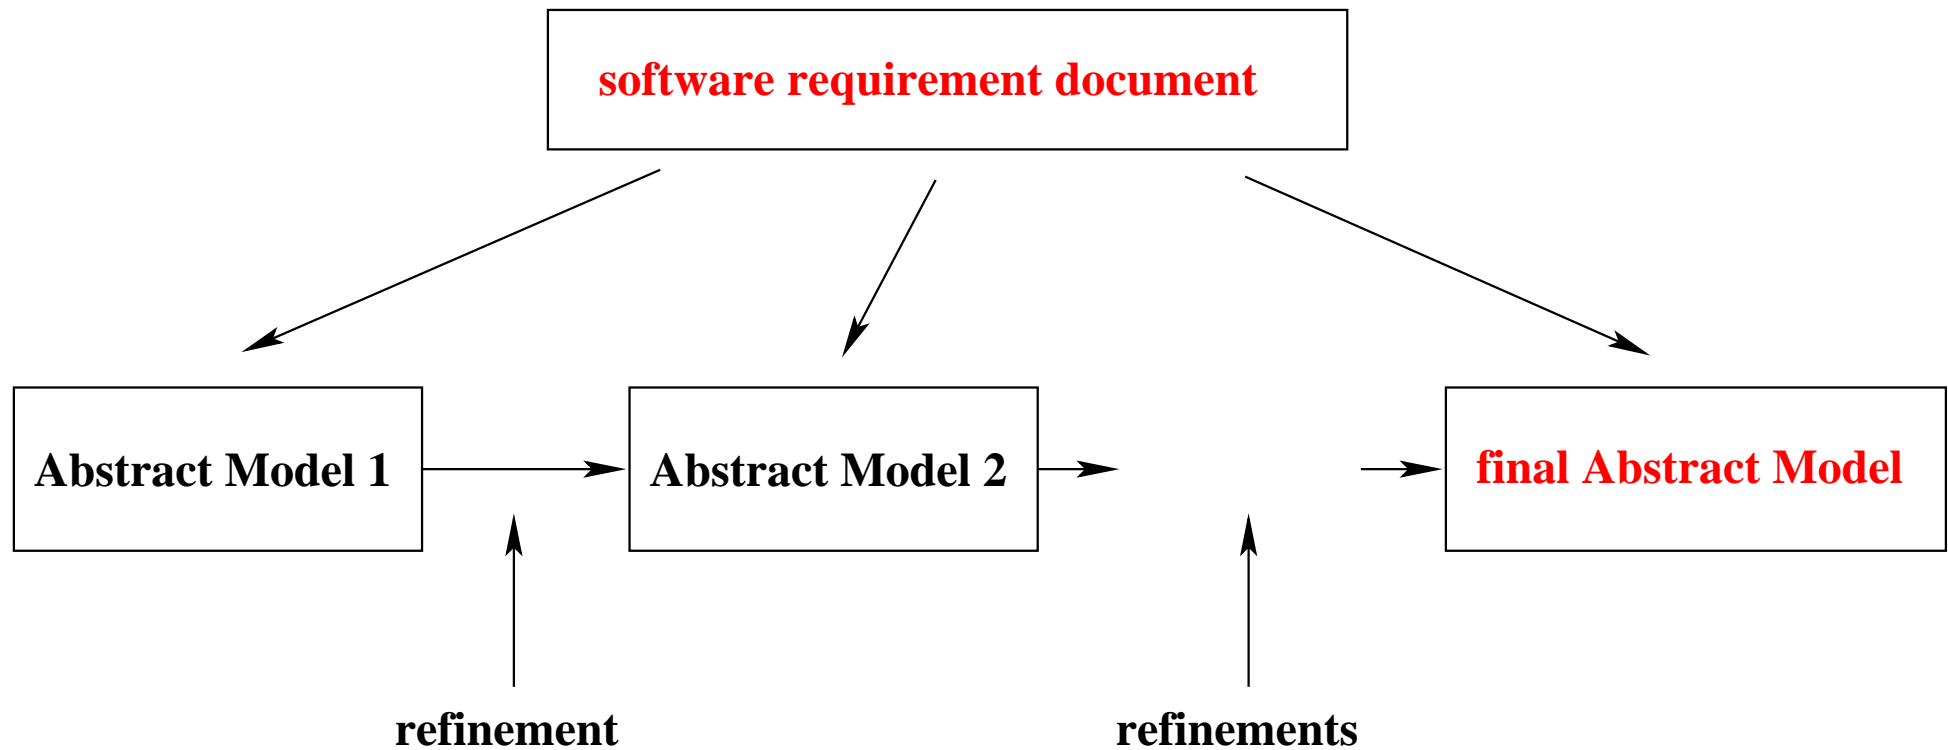 software requirement document
Abstract Model 1
Abstract Model 2
final Abstract Model
refinement
refinements